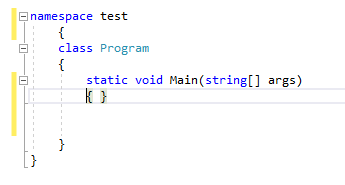 namespace test
{
class Program
{
static void Main(string[] args)
{ }
}
}